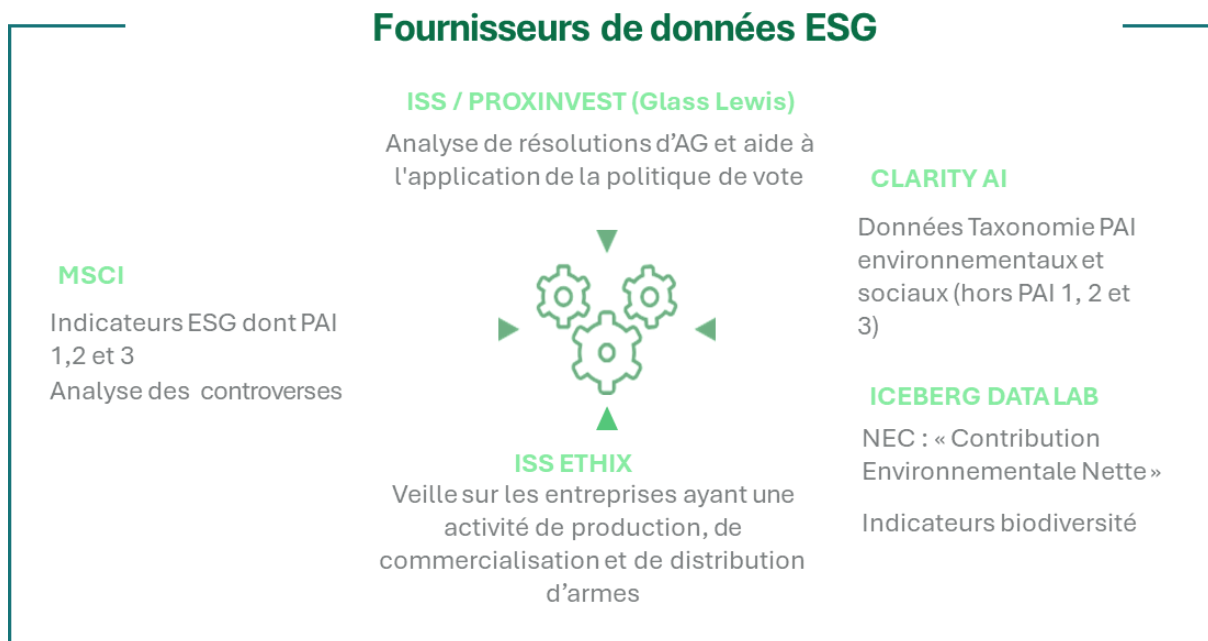 Fournisseurs de données ESG
ISS / PROXINVEST (Glass Lewis)
Analyse de résolutions d’AG et aide à
l'application de la politique de vote
MSCI
Indicateurs ESG dont PAI
1,2 et 3
Analyse des controverses
CLARITY AI
Données Taxonomie PAI
environnementaux et
sociaux (hors PAI 1, 2 et
3)
ICEBERG DATA LAB
NEC : « Contribution
Environnementale Nette »
Indicateurs biodiversité
ISS ETHIX
Veille sur les entreprises ayant une
activité de production, de
commercialisation et de distribution
d’armes